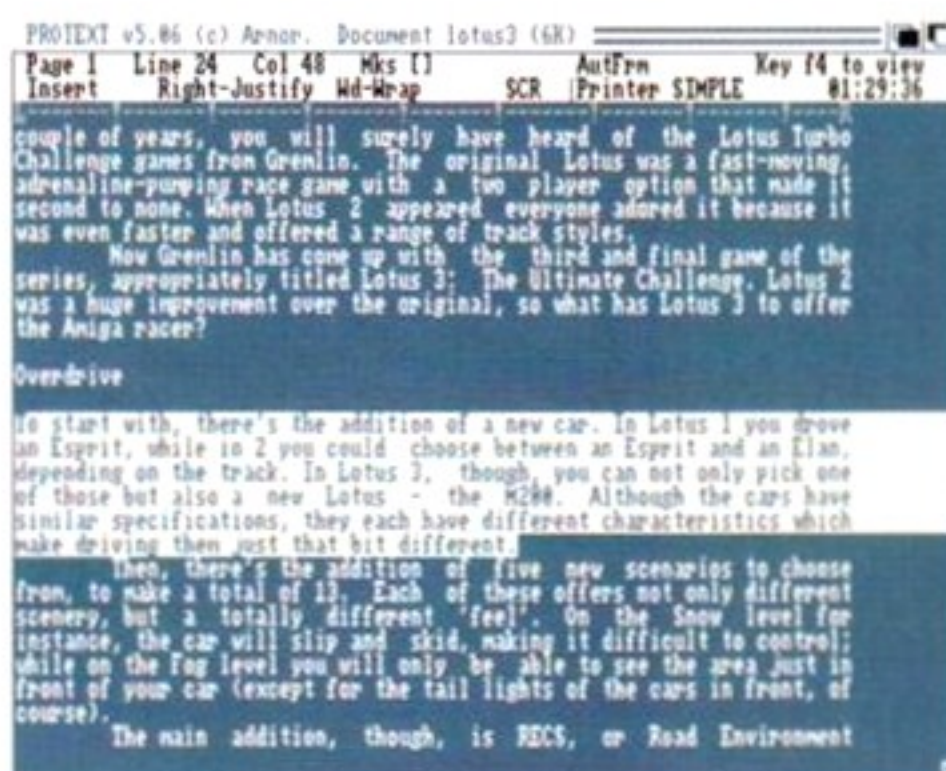 PROTEXT v5.06 (c) Arnor. Document lotus3 (6K)
Page 1 Line 24 Col 48 Mks [] AutFrm Key f4 to view
Insert Right-Justify Wd-Wrap SCR Printer SIMPLE 01:29:36
couple of years, you will surely have heard of the Lotus Turbo
Challenge games from Gremlin. The original Lotus was a fast-moving,
adrenaline-pumping race game with a two player option that made it
second to none. When Lotus 2 appeared everyone adored it because it
was even faster and offered a range of track styles.
Now Gremlin has come up with the third and final game of the
series, appropriately titled Lotus 3: The Ultimate Challenge. Lotus 2
was a huge improvement over the original, so what has Lotus 3 to offer
the Amiga racer?
Overdrive
To start with, there's the addition of a new car. In Lotus 1 you drove
an Esprit, while in 2 you could choose between an Esprit and an Elan,
depending on the track. In Lotus 3, though, you can not only pick one
of those but also a new Lotus - the M200. Although the cars have
similar specifications, they each have different characteristics which
make driving them just that bit different.
Then, there's the addition of five new scenarios to choose
from, to make a total of 13. Each of these offers not only different
scenery, but a totally different 'feel'. On the Snow level for
instance, the car will slip and skid, making it difficult to control;
while on the Fog level you will only be able to see the area just in
front of your car (except for the tail lights of the cars in front, of
course).
The main addition, though, is RECS, or Road Environment